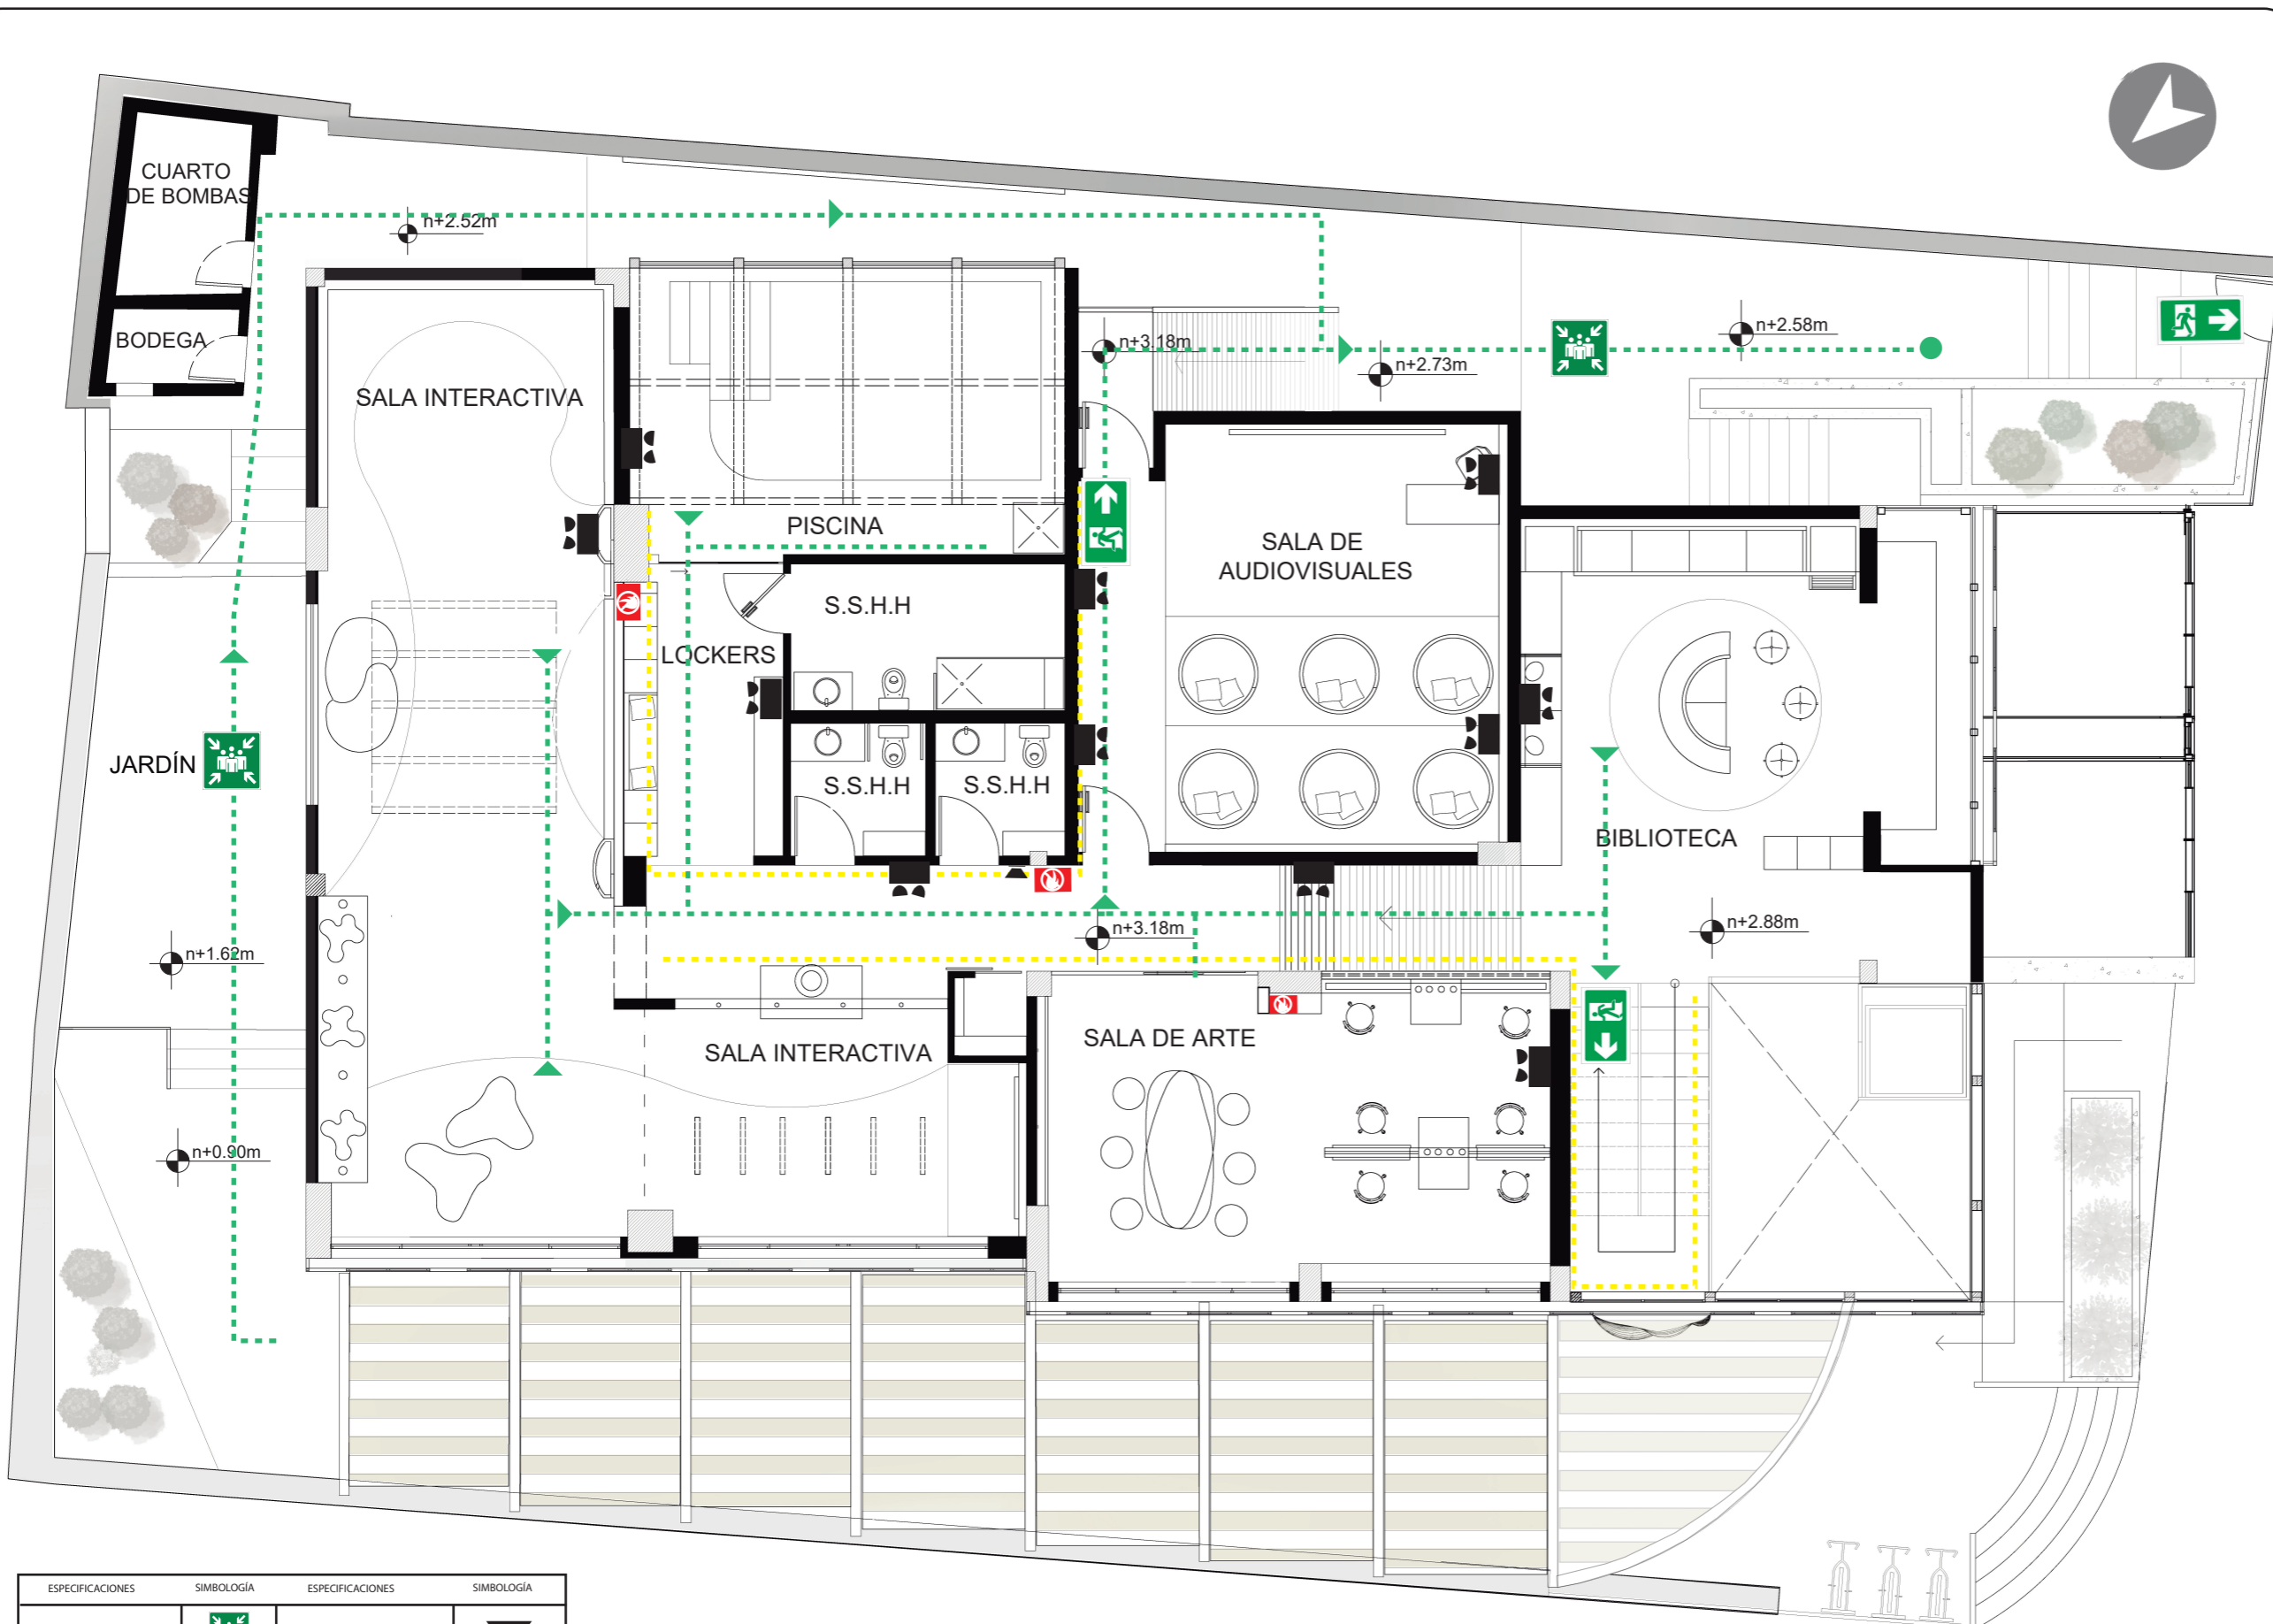 CUARTO
DE BOMBAS
n+2.52m
BODEGA
SALA INTERACTIVA
n+3.18m
n+2.58m
n+2.73m
PISCINA
SALA DE
AUDIOVISUALES
S.S.H.H
LOCKERS
JARDÍN
S.S.H.H
S.S.H.H
BIBLIOTECA
n+1.62m
n+3.18m
n+2.88m
SALA INTERACTIVA
SALA DE ARTE
n+0.90m
ESPECIFICACIONES SIMBOLOGÍA ESPECIFICACIONES SIMBOLOGÍA